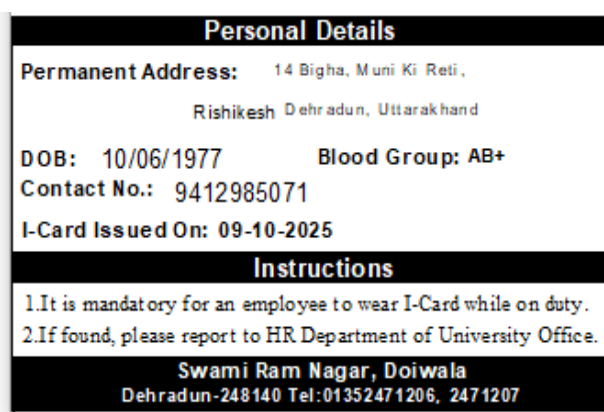 Personal Details
Permanent Address: 14 Bigha, Muni Ki Reti,
Rishikesh Dehradun, Uttarakhand
DOB: 10/06/1977 Blood Group: AB+
Contact No.: 9412985071
I-Card Issued On: 09-10-2025
Instructions
1.It is mandatory for an employee to wear I-Card while on duty.
2.If found, please report to HR Department of University Office.
Swami Ram Nagar, Doiwala
Dehradun-248140 Tel:01352471206, 2471207